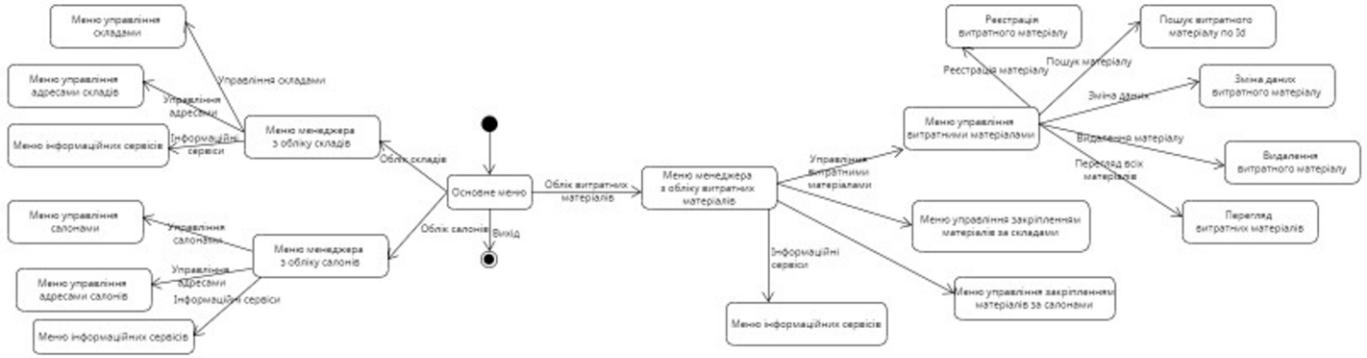 Меню управління
складами
Управління складами
Меню управління
адресами складів
Управління
адресами
Меню інформаційних сервісів
Інформаційні
сервіси
Меню менеджера
з обліку складів
Облік складів
Основне меню
Вихід
Облік салонів
Меню управління
салонами
Управління
салонами
Меню менеджера
з обліку салонів
Меню управління
адресами салонів
Управління
адресами
Інформаційні сервіси
Меню інформаційних сервісів
Облік витратних
матеріалів
Меню менеджера
з обліку витратних
матеріалів
Управління
витратними
матеріалами
Інформаційні
сервіси
Меню інформаційних сервісів
Меню управління
витратними матеріалами
Меню управління закріпленням
матеріалів за складами
Меню управління закріпленням
матеріалів за салонами
Реєстрація
витратного матеріалу
Реєстрація матеріалу
Пошук витратного
матеріалу по Id
Пошук матеріалу
Зміна даних
витратного матеріалу
Зміна даних
Видалення матеріалу
Видалення
витратного матеріалу
Перегляд всіх
матеріалів
Перегляд
витратних матеріалів